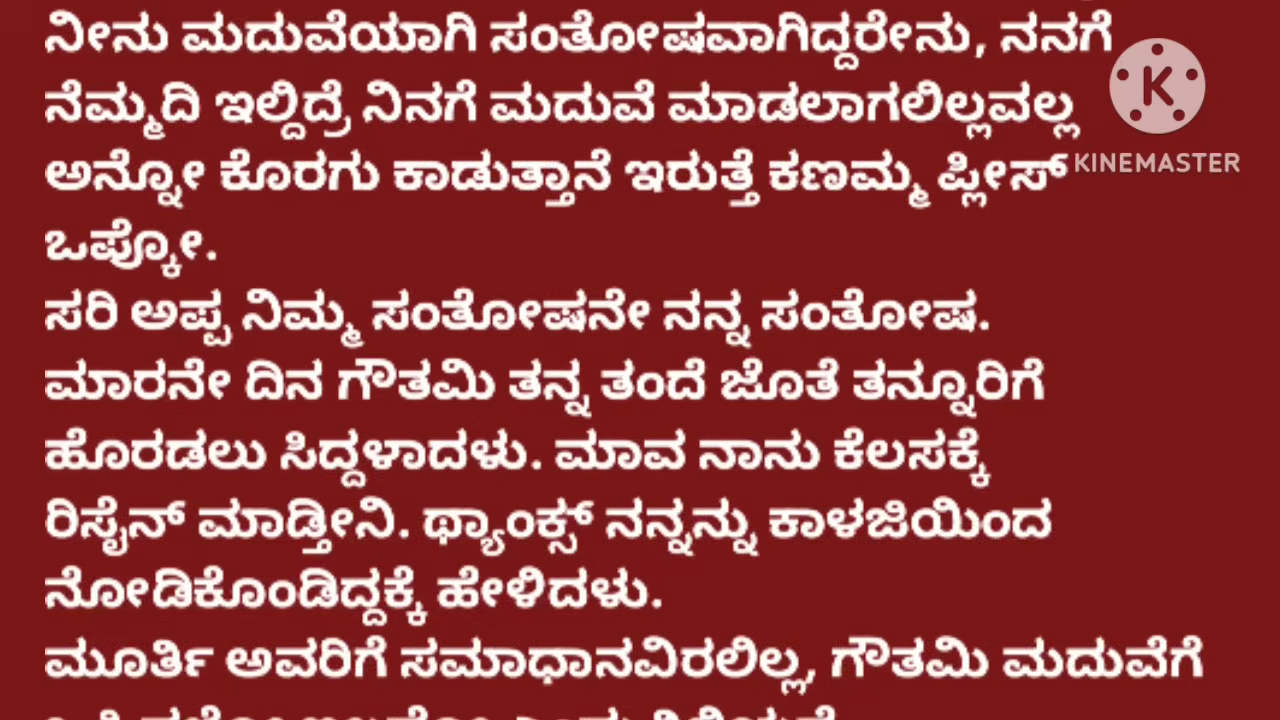 ನೀನು ಮದುವೆಯಾಗಿ ಸಂತೋಷವಾಗಿದ್ದರೇನು, ನನಗೆ
ನೆಮ್ಮದಿ ಇಲ್ದಿದ್ರೆ ನಿನಗೆ ಮದುವೆ ಮಾಡಲಾಗಲಿಲ್ಲವಲ್ಲ
ಅನ್ನೋ ಕೊರಗು ಕಾಡುತ್ತಾನೆ ಇರುತ್ತೆ ಕಣಮ್ಮ ಪ್ಲೀಸ್
ಒಪ್ಕೋ.
ಸರಿ ಅಪ್ಪ ನಿಮ್ಮ ಸಂತೋಷನೇ ನನ್ನ ಸಂತೋಷ.
ಮಾರನೇ ದಿನ ಗೌತಮಿ ತನ್ನ ತಂದೆ ಜೊತೆ ತನ್ನೂರಿಗೆ
ಹೊರಡಲು ಸಿದ್ದಳಾದಳು. ಮಾವ ನಾನು ಕೆಲಸಕ್ಕೆ
ರಿಸೈನ್ ಮಾಡ್ತೀನಿ. ಥ್ಯಾಂಕ್ಸ್ ನನ್ನನ್ನು ಕಾಳಜಿಯಿಂದ
ನೋಡಿಕೊಂಡಿದ್ದಕ್ಕೆ ಹೇಳಿದಳು.
ಮೂರ್ತಿ ಅವರಿಗೆ ಸಮಾಧಾನವಿರಲಿಲ್ಲ, ಗೌತಮಿ ಮದುವೆಗೆ
K
KINEMASTER